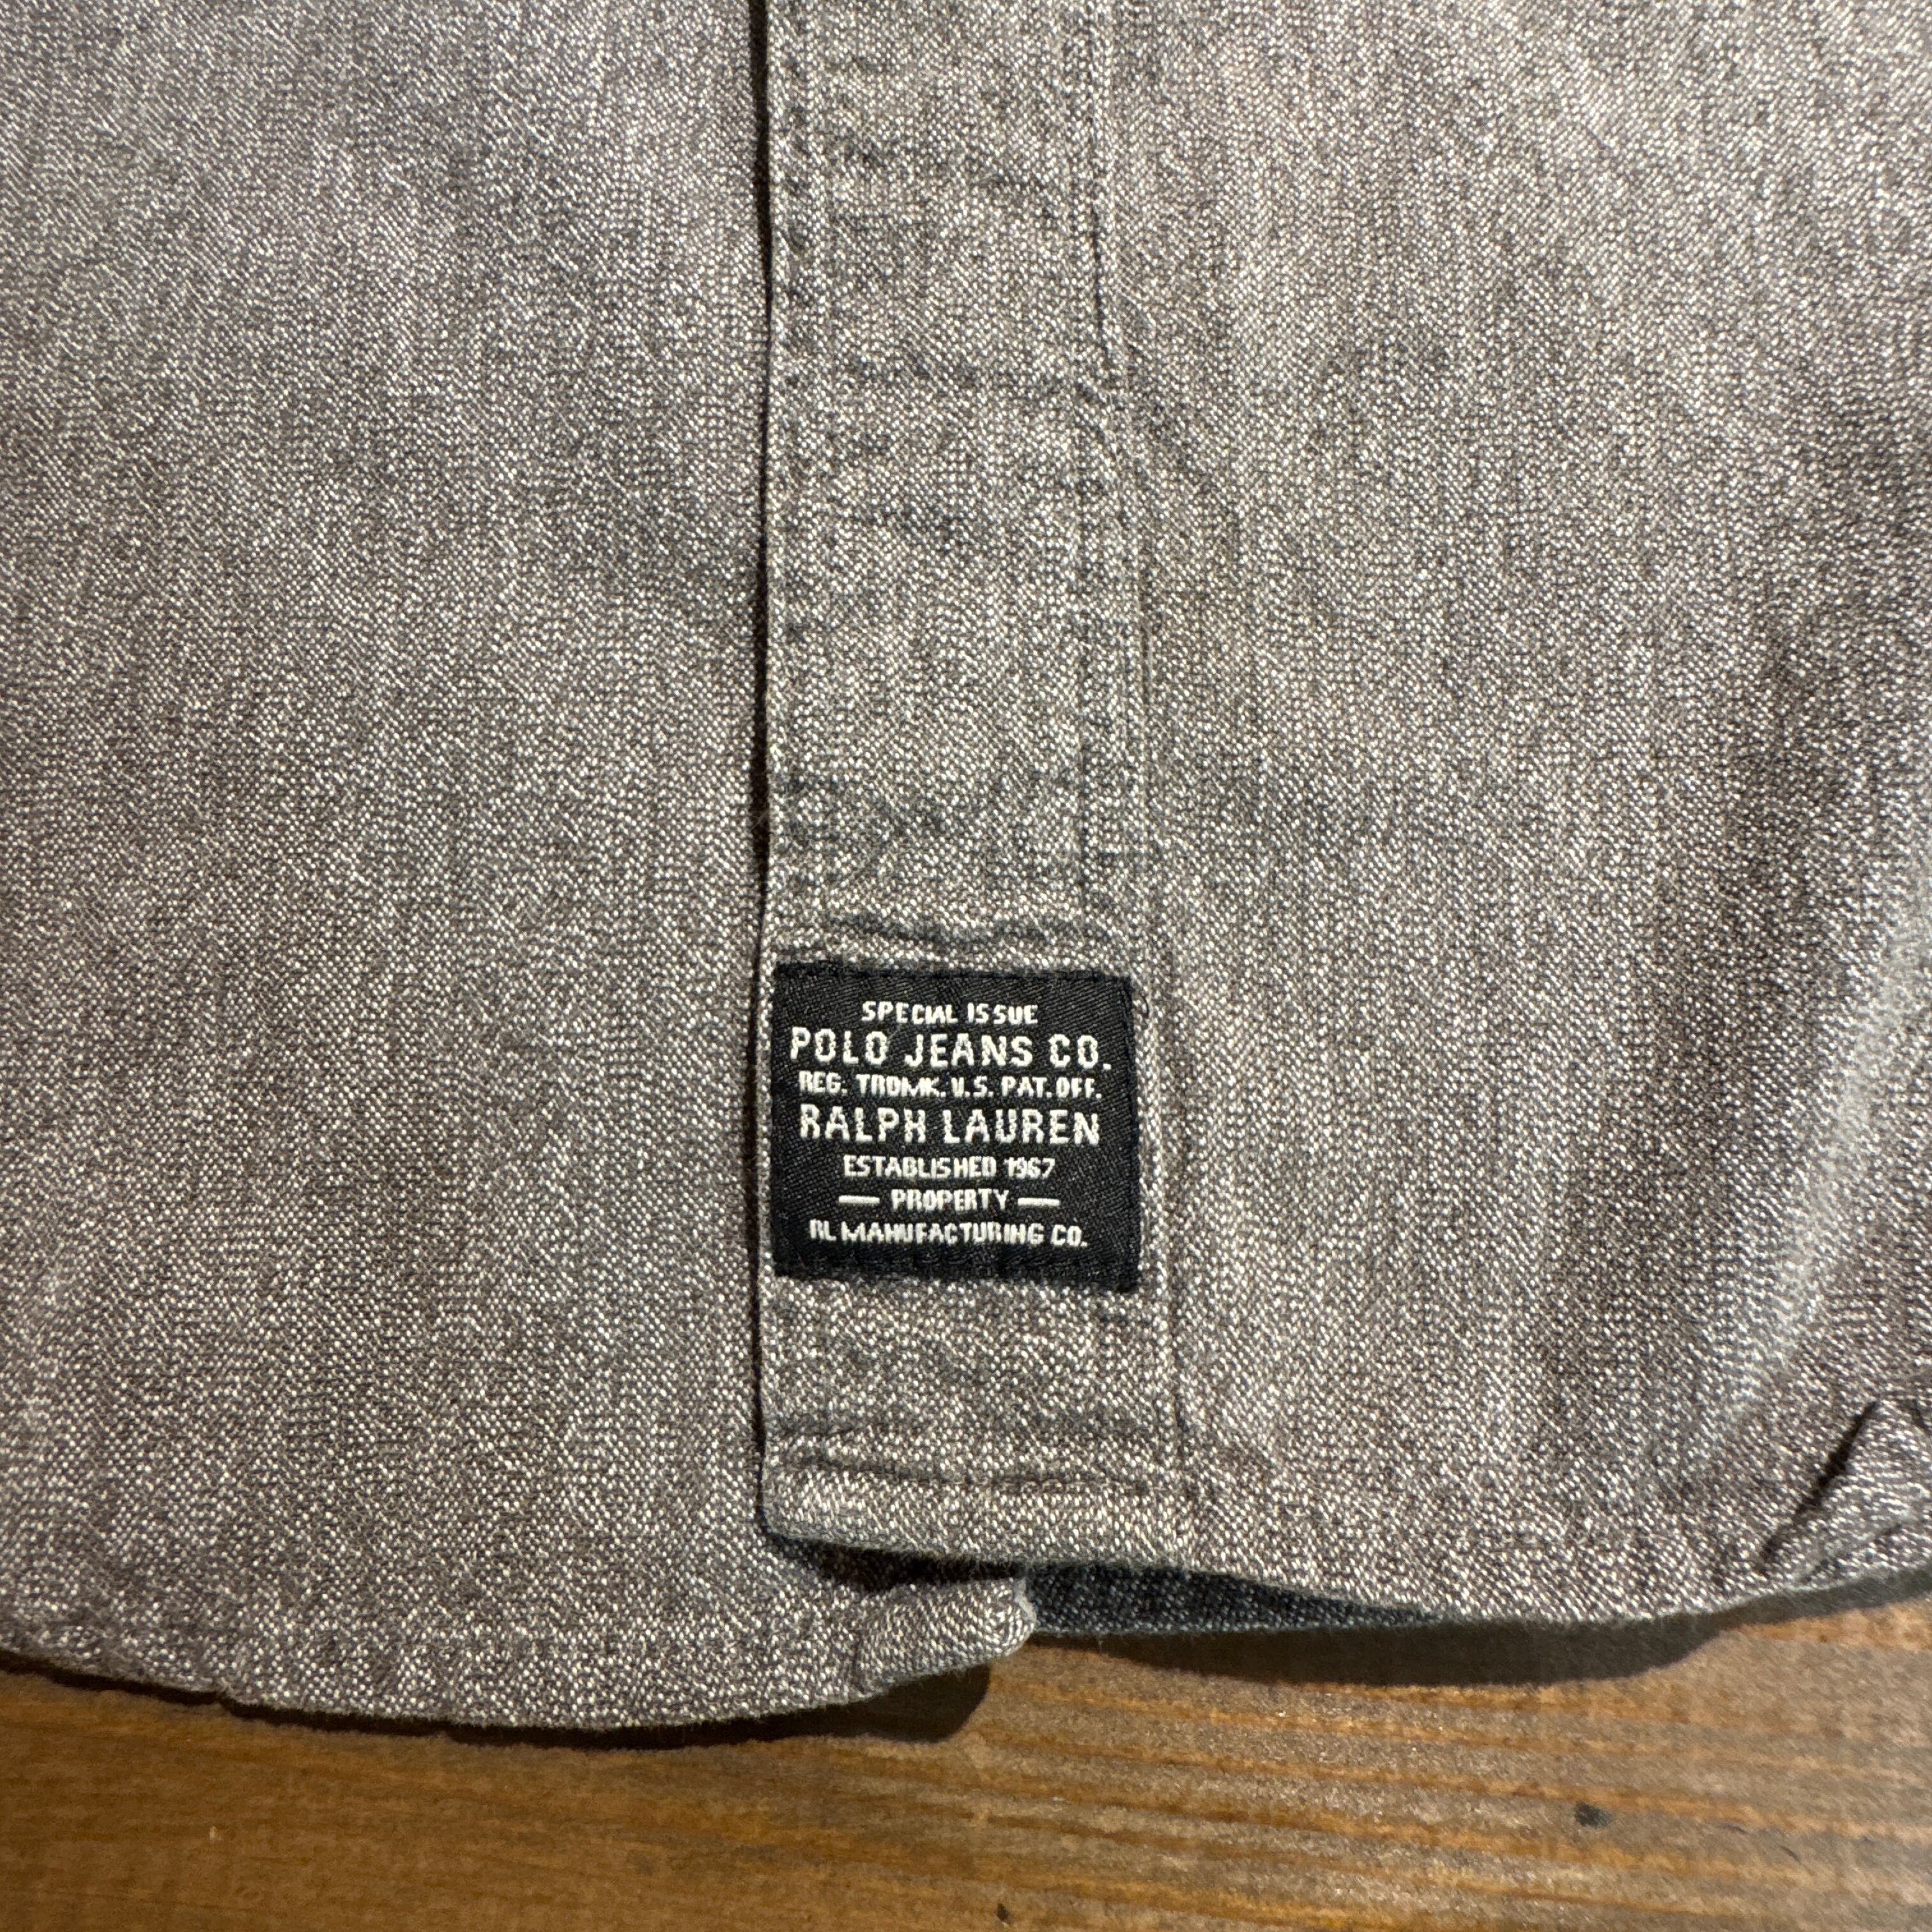 SPECIAL ISSUE
POLO JEANS CO.
REG. TRDMK. U.S. PAT. OFF.
RALPH LAUREN
ESTABLISHED 1967
— PROPERTY —
RL MANUFACTURING CO.